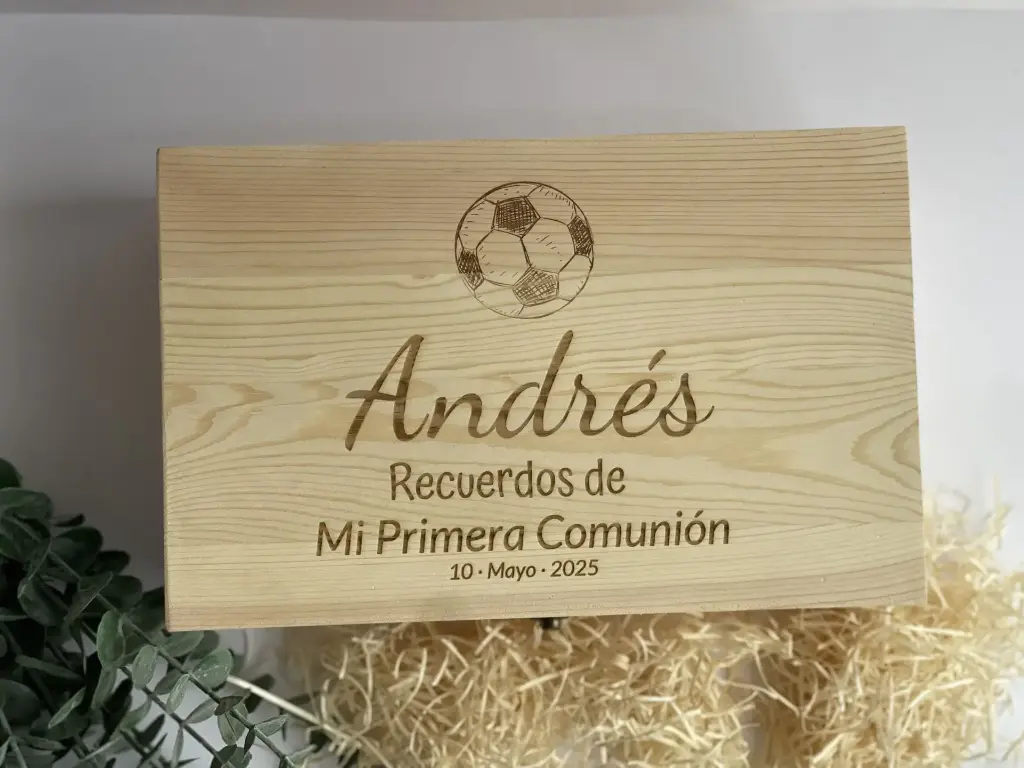 Andrés
Recuerdos de
Mi Primera Comunión
10 · Mayo · 2025